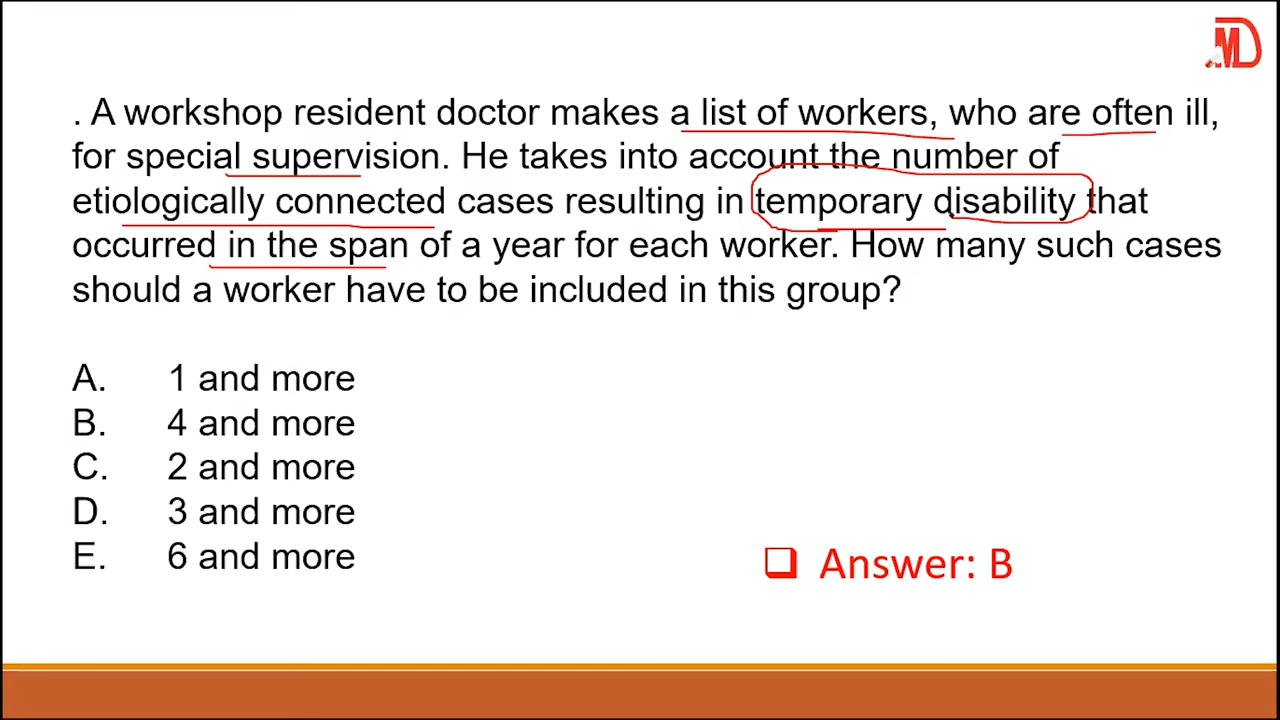 MD
. A workshop resident doctor makes a list of workers, who are often ill,
for special supervision. He takes into account the number of
etiologically connected cases resulting in temporary disability that
occurred in the span of a year for each worker. How many such cases
should a worker have to be included in this group?
A. 1 and more
B. 4 and more
C. 2 and more
D. 3 and more
E. 6 and more
Answer: B